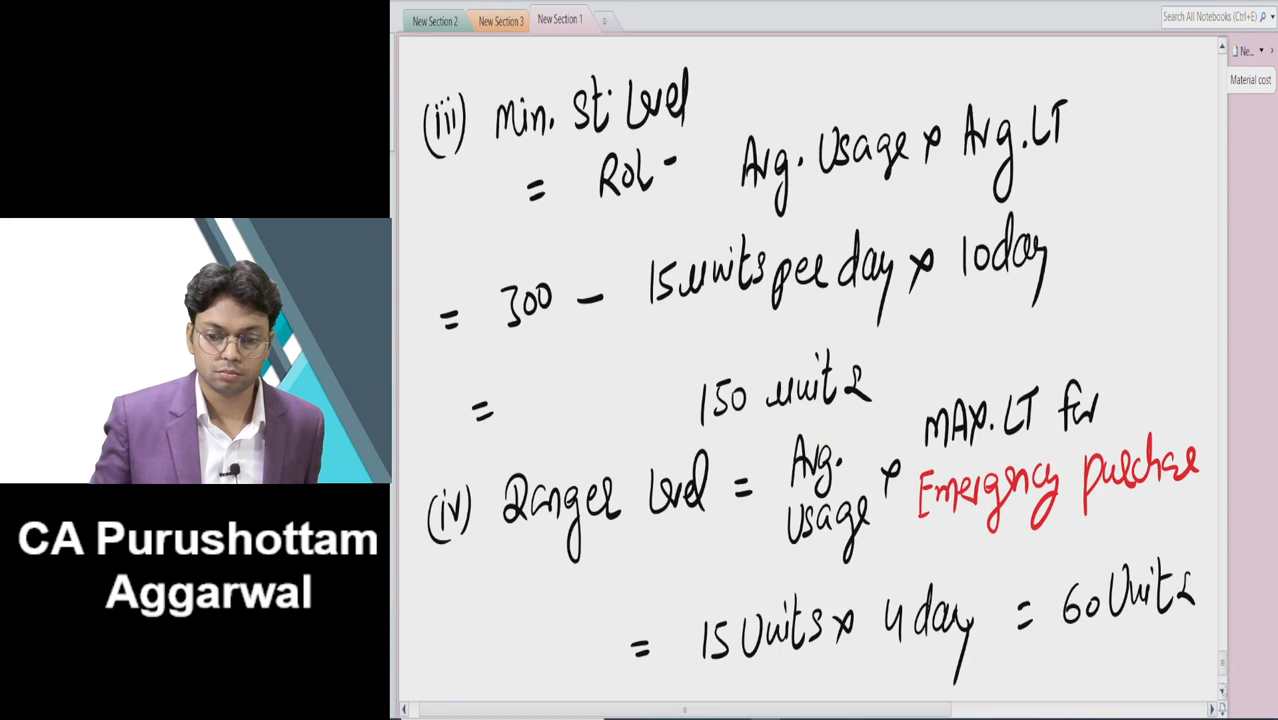 New Section 2 New Section 3 New Section 1
Search All Notebooks (Ctrl+E)
Ne...
Material cost
(iii) Min. St. Level
= ROL - Avg. Usage × Avg. LT
= 300 - 15 units per day × 10 day
= 150 units
(iv) Danger Level = Avg. Usage × MAX. LT for
Emergency purchase
= 15 Units × 4 day = 60 Units
CA Purushottam
Aggarwal